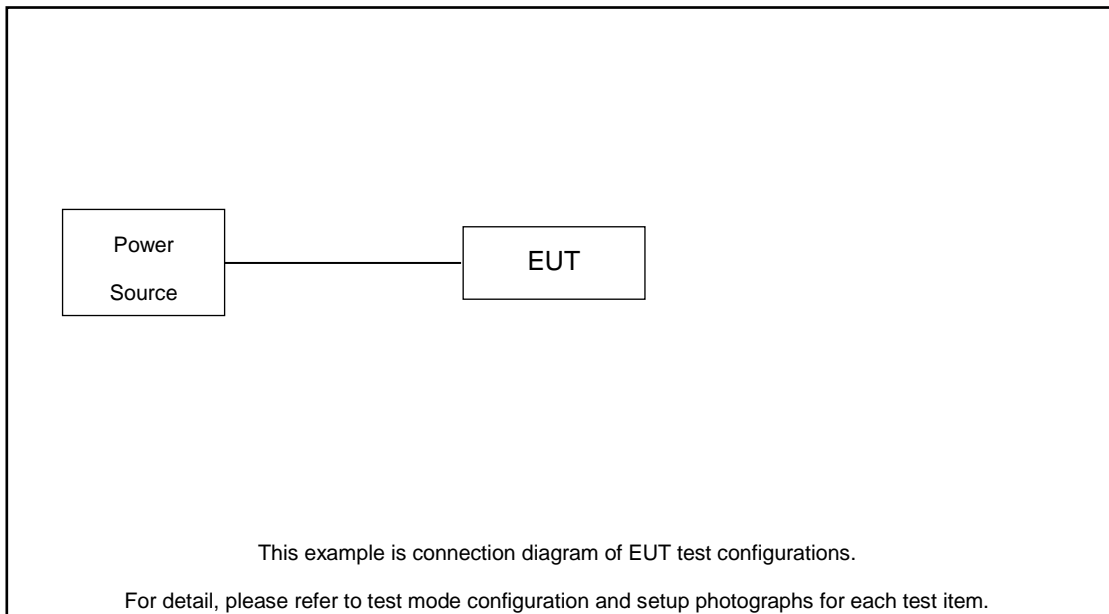 Power
Source
EUT
This example is connection diagram of EUT test configurations.
For detail, please refer to test mode configuration and setup photographs for each test item.